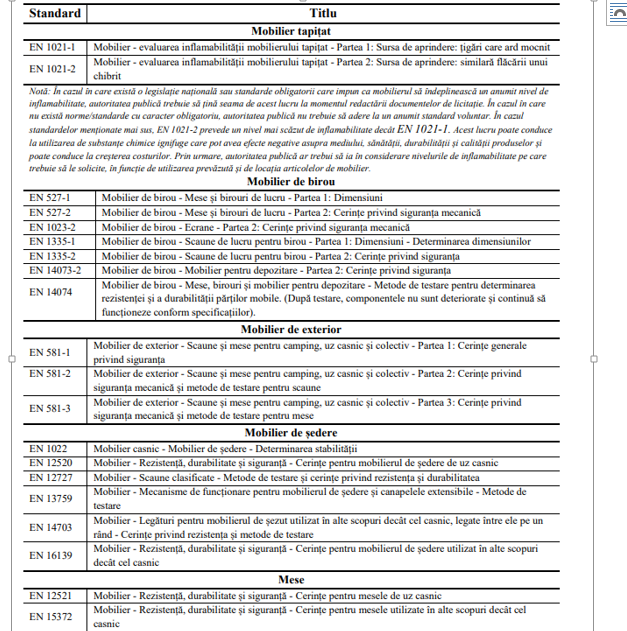 Standard Titlu
Mobilier tapițat
EN 1021-1 Mobilier - evaluarea inflamabilității mobilierului tapițat - Partea 1: Sursa de aprindere: țigări care ard mocnit
EN 1021-2 Mobilier - evaluarea inflamabilității mobilierului tapițat - Partea 2: Sursa de aprindere: similară flăcării unui
chibrit
Notă: În cazul în care există o legislație națională sau standarde obligatorii care impun ca mobilierul să îndeplinească un anumit nivel de
inflamabilitate, autoritatea publică trebuie să țină seama de acest lucru la momentul redactării documentelor de licitație. În cazul în care
nu există norme/standarde cu caracter obligatoriu, autoritatea publică nu trebuie să adere la un anumit standard voluntar. În cazul
standardelor menționate mai sus, EN 1021-2 prevede un nivel mai scăzut de inflamabilitate decât EN 1021-1. Acest lucru poate conduce
la utilizarea de substanțe chimice ignifuge care pot avea efecte negative asupra mediului, sănătății, durabilității și calității produselor și
poate conduce la creșterea costurilor. Prin urmare, autoritatea publică ar trebui să ia în considerare nivelurile de inflamabilitate pe care
trebuie să le solicite, în funcție de utilizarea prevăzută și de locația articolelor de mobilier.
Mobilier de birou
EN 527-1 Mobilier de birou - Mese și birouri de lucru - Partea 1: Dimensiuni
EN 527-2 Mobilier de birou - Mese și birouri de lucru - Partea 2: Cerințe privind siguranța mecanică
EN 1023-2 Mobilier de birou - Ecrane - Partea 2: Cerințe privind siguranța mecanică
EN 1335-1 Mobilier de birou - Scaune de lucru pentru birou - Partea 1: Dimensiuni - Determinarea dimensiunilor
EN 1335-2 Mobilier de birou - Scaune de lucru pentru birou - Partea 2: Cerințe privind siguranța
EN 14073-2 Mobilier de birou - Mobilier pentru depozitare - Partea 2: Cerințe privind siguranța
EN 14074 Mobilier de birou - Mese, birouri și mobilier pentru depozitare - Metode de testare pentru determinarea
rezistenței și a durabilității părților mobile. (După testare, componentele nu sunt deteriorate și continuă să
funcționeze conform specificațiilor).
Mobilier de exterior
EN 581-1 Mobilier de exterior - Scaune și mese pentru camping, uz casnic și colectiv - Partea 1: Cerințe generale
privind siguranța
EN 581-2 Mobilier de exterior - Scaune și mese pentru camping, uz casnic și colectiv - Partea 2: Cerințe privind
siguranța mecanică și metode de testare pentru scaune
EN 581-3 Mobilier de exterior - Scaune și mese pentru camping, uz casnic și colectiv - Partea 3: Cerințe privind
siguranța mecanică și metode de testare pentru mese
Mobilier de ședere
EN 1022 Mobilier casnic - Mobilier de ședere - Determinarea stabilității
EN 12520 Mobilier - Rezistență, durabilitate și siguranță - Cerințe pentru mobilierul de ședere de uz casnic
EN 12727 Mobilier - Scaune clasificate - Metode de testare și cerințe privind rezistența și durabilitatea
EN 13759 Mobilier - Mecanisme de funcționare pentru mobilierul de ședere și canapelele extensibile - Metode de
testare
EN 14703 Mobilier - Legături pentru mobilierul de șezut utilizat în alte scopuri decât cel casnic, legate între ele pe un
rând - Cerințe privind rezistența și metode de testare
EN 16139 Mobilier - Rezistență, durabilitate și siguranță - Cerințe pentru mobilierul de ședere utilizat în alte scopuri
decât cel casnic
Mese
EN 12521 Mobilier - Rezistență, durabilitate și siguranță - Cerințe pentru mesele de uz casnic
EN 15372 Mobilier - Rezistență, durabilitate și siguranță - Cerințe pentru mesele utilizate în alte scopuri decât cel
casnic